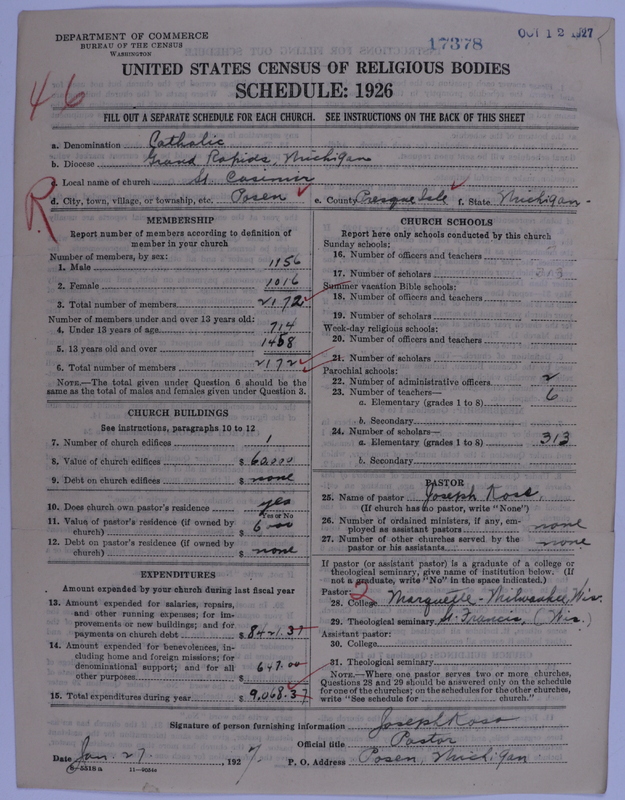 DEPARTMENT OF COMMERCE
BUREAU OF THE CENSUS
WASHINGTON
17378
OCT 12 1927
UNITED STATES CENSUS OF RELIGIOUS BODIES
SCHEDULE: 1926
46
FILL OUT A SEPARATE SCHEDULE FOR EACH CHURCH. SEE INSTRUCTIONS ON THE BACK OF THIS SHEET
R
a. Denomination Catholic
b. Diocese Grand Rapids, Michigan
c. Local name of church St Casimir
d. City, town, village, or township, etc. Posen e. County Presque Isle f. State Michigan
MEMBERSHIP
Report number of members according to definition of
member in your church
Number of members, by sex:
1. Male 1156
2. Female 1016
3. Total number of members 2172
Number of members under and over 13 years old:
4. Under 13 years of age 714
5. 13 years old and over 1458
6. Total number of members 2172
NOTE.—The total given under Question 6 should be the
same as the total of males and females given under Question 3.
CHURCH BUILDINGS
See instructions, paragraphs 10 to 12
7. Number of church edifices 1
8. Value of church edifices $ 60,000
9. Debt on church edifices $ none
10. Does church own pastor's residence yes
Yes or No
11. Value of pastor's residence (if owned by
church) $
12. Debt on pastor's residence (if owned by
church) $ none
EXPENDITURES
Amount expended by your church during last fiscal year
13. Amount expended for salaries, repairs,
and other running expenses; for im-
provements or new buildings; and for
payments on church debt $ 8421.37
14. Amount expended for benevolences, in-
cluding home and foreign missions; for
denominational support; and for all
other purposes $ 647.00
15. Total expenditures during year $ 9,068.37
CHURCH SCHOOLS
Report here only schools conducted by this church
Sunday schools:
16. Number of officers and teachers
17. Number of scholars 313
Summer vacation Bible schools:
18. Number of officers and teachers
19. Number of scholars
Week-day religious schools:
20. Number of officers and teachers
21. Number of scholars
Parochial schools:
22. Number of administrative officers 2
23. Number of teachers—
a. Elementary (grades 1 to 8) 6
b. Secondary
24. Number of scholars—
a. Elementary (grades 1 to 8) 313
b. Secondary
PASTOR
25. Name of pastor Joseph Koss
(If church has no pastor, write "None")
26. Number of ordained ministers, if any, em-
ployed as assistant pastors none
27. Number of other churches served by the
pastor or his assistants none
If pastor (or assistant pastor) is a graduate of a college or
theological seminary, give name of institution below. (If
not a graduate, write "No" in the space indicated.)
Pastor: 2
28. College Marquette - Milwaukee, Wis.
29. Theological seminary St. Francis, (Wis.)
Assistant pastor:
30. College
31. Theological seminary
NOTE.—Where one pastor serves two or more churches,
Questions 28 and 29 should be answered only on the schedule
for one of the churches; on the schedules for the other churches,
write "See schedule for church."
Signature of person furnishing information Joseph Koss
Official title Pastor
Date Jan. 27, 1927. P. O. Address Posen, Michigan
8—5518 a 11—9054a